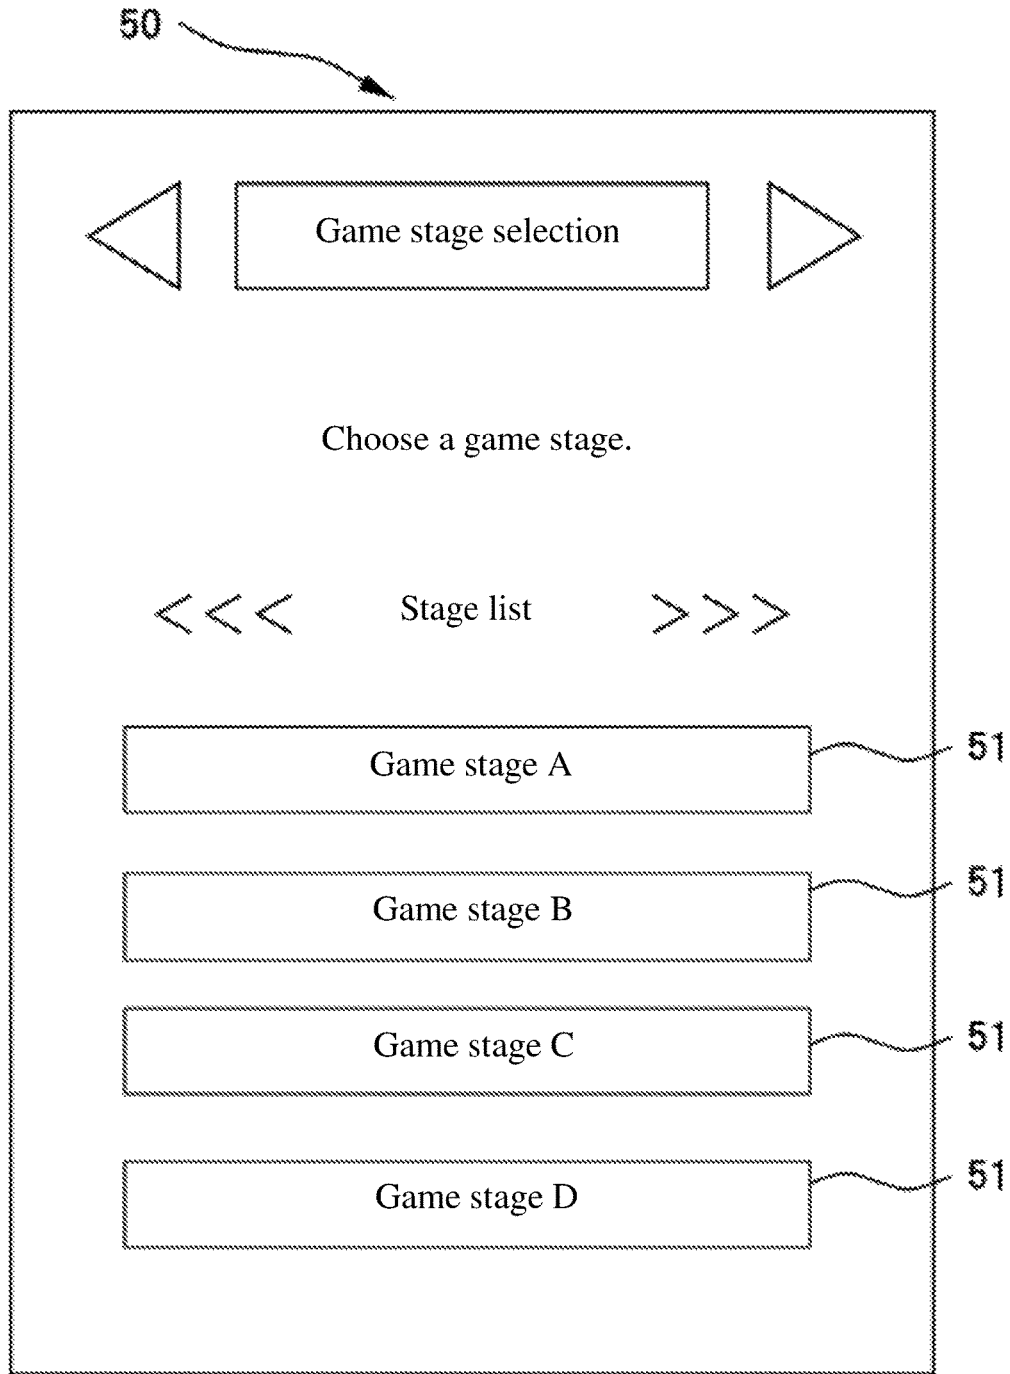 50
Game stage selection
Choose a game stage.
<<< Stage list >>>
Game stage A 51
Game stage B 51
Game stage C 51
Game stage D 51